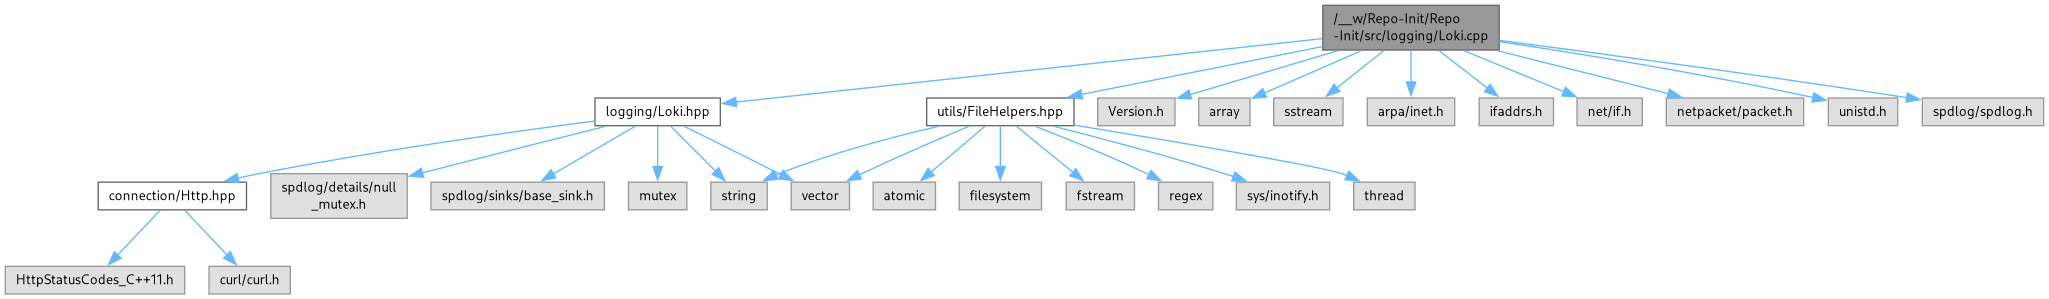 /__w/Repo-Init/Repo
-Init/src/logging/Loki.cpp
logging/Loki.hpp
utils/FileHelpers.hpp
Version.h
array
sstream
arpa/inet.h
ifaddrs.h
net/if.h
netpacket/packet.h
unistd.h
spdlog/spdlog.h
connection/Http.hpp
spdlog/details/null
_mutex.h
spdlog/sinks/base_sink.h
mutex
string
vector
atomic
filesystem
fstream
regex
sys/inotify.h
thread
HttpStatusCodes_C++11.h
curl/curl.h